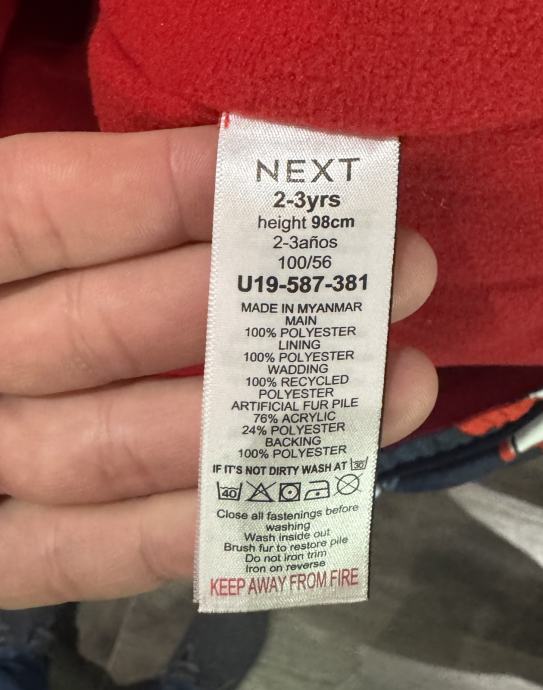 NEXT
2-3yrs
height 98cm
2-3años
100/56
U19-587-381
MADE IN MYANMAR
MAIN
100% POLYESTER
LINING
100% POLYESTER
WADDING
100% RECYCLED
POLYESTER
ARTIFICIAL FUR PILE
76% ACRYLIC
24% POLYESTER
BACKING
100% POLYESTER
IF IT'S NOT DIRTY WASH AT 30
40
Close all fastenings before
washing
Wash inside out
Brush fur to restore pile
Do not iron trim
Iron on reverse
KEEP AWAY FROM FIRE